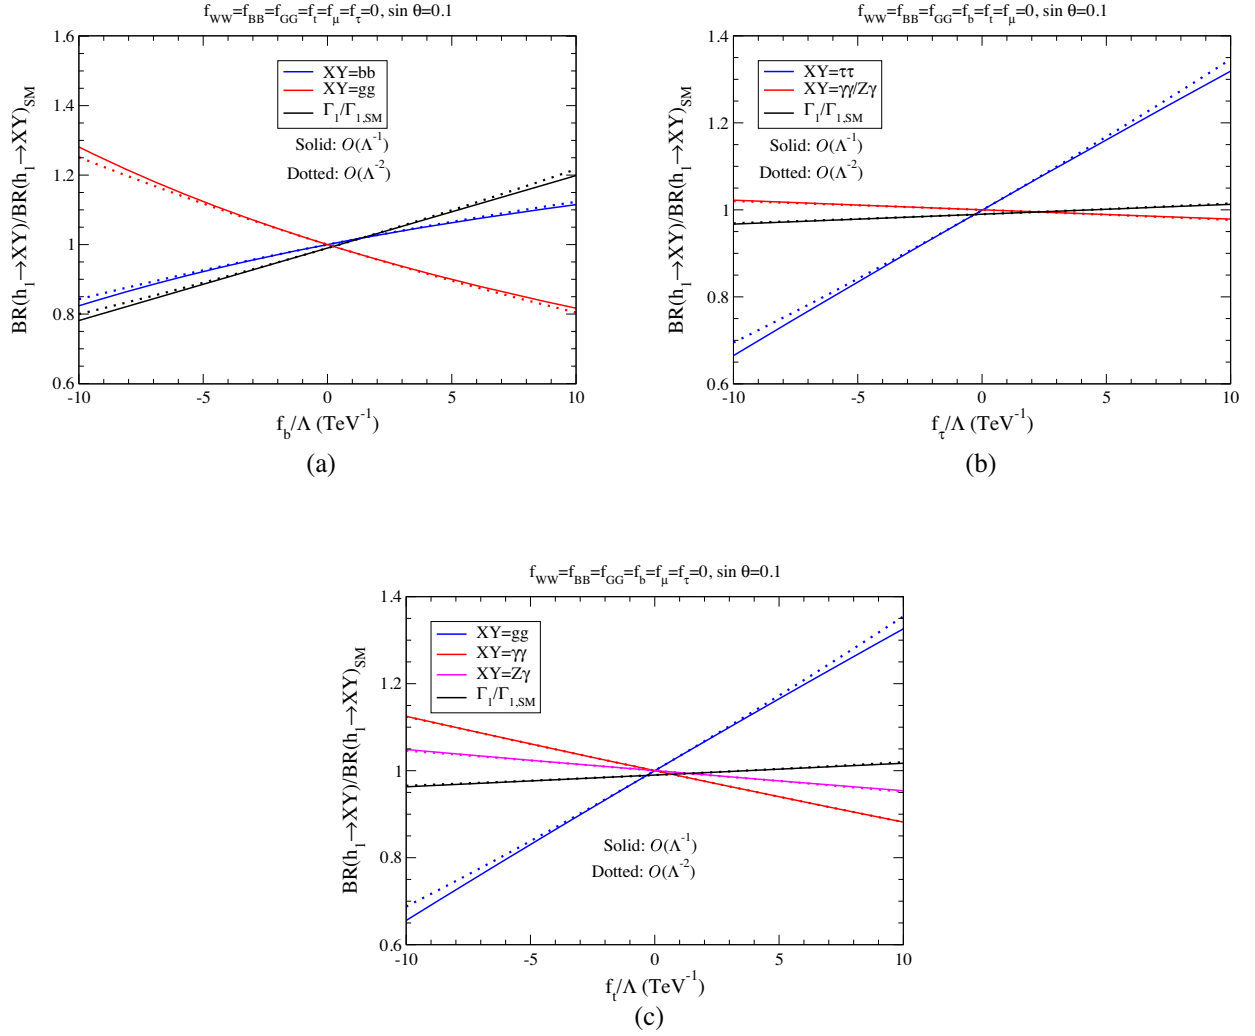 f_WW=f_BB=f_GG=f_t=f_μ=f_τ=0, sin θ=0.1
BR(h_1→XY)/BR(h_1→XY)_SM
1.6
1.4
1.2
1
0.8
0.6
XY=bb
XY=gg
Γ_1/Γ_1,SM
Solid: O(Λ^-1)
Dotted: O(Λ^-2)
-10
-5
0
5
10
f_b/Λ (TeV^-1)
(a)
f_WW=f_BB=f_GG=f_b=f_t=f_μ=0, sin θ=0.1
BR(h_1→XY)/BR(h_1→XY)_SM
1.4
1.2
1
0.8
0.6
XY=ττ
XY=γγ/Zγ
Γ_1/Γ_1,SM
Solid: O(Λ^-1)
Dotted: O(Λ^-2)
-10
-5
0
5
10
f_τ/Λ (TeV^-1)
(b)
f_WW=f_BB=f_GG=f_b=f_μ=f_τ=0, sin θ=0.1
BR(h_1→XY)/BR(h_1→XY)_SM
1.4
1.2
1
0.8
0.6
XY=gg
XY=γγ
XY=Zγ
Γ_1/Γ_1,SM
Solid: O(Λ^-1)
Dotted: O(Λ^-2)
-10
-5
0
5
10
f_t/Λ (TeV^-1)
(c)